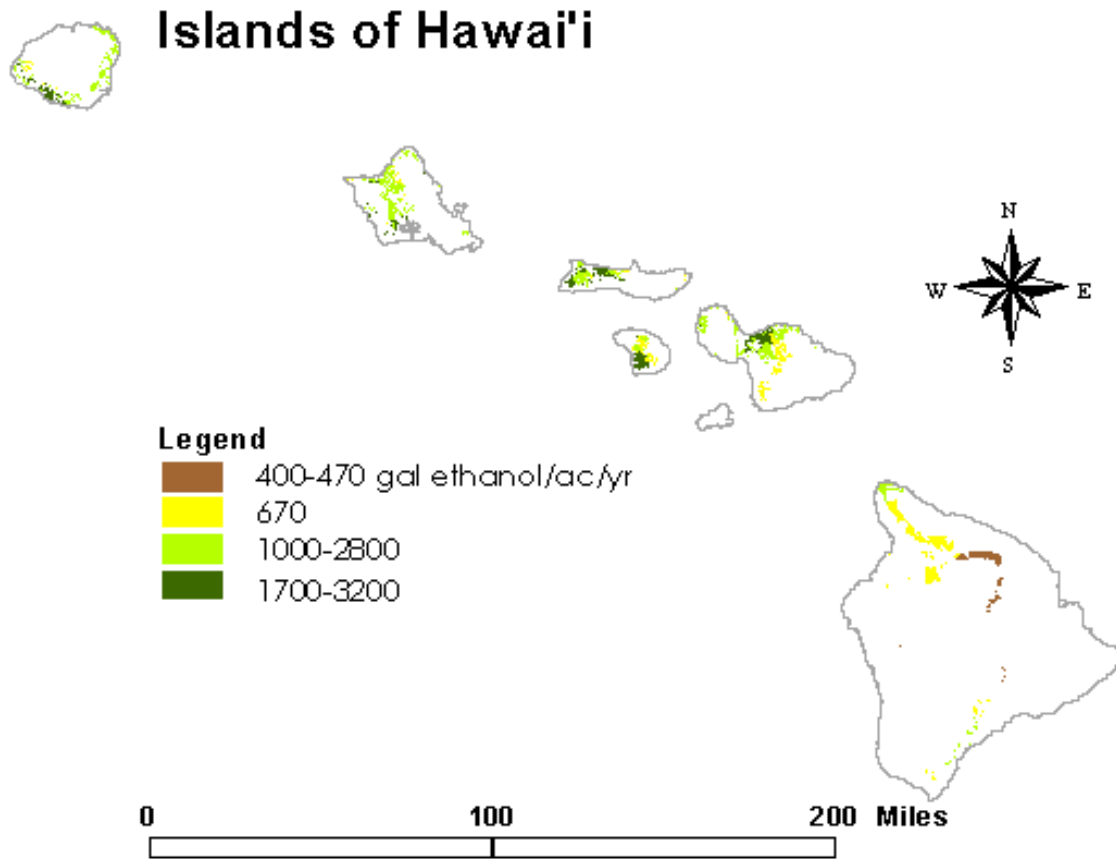 Islands of Hawai'i
N
W E
S
Legend
400-470 gal ethanol/ac/yr
670
1000-2800
1700-3200
0 100 200 Miles